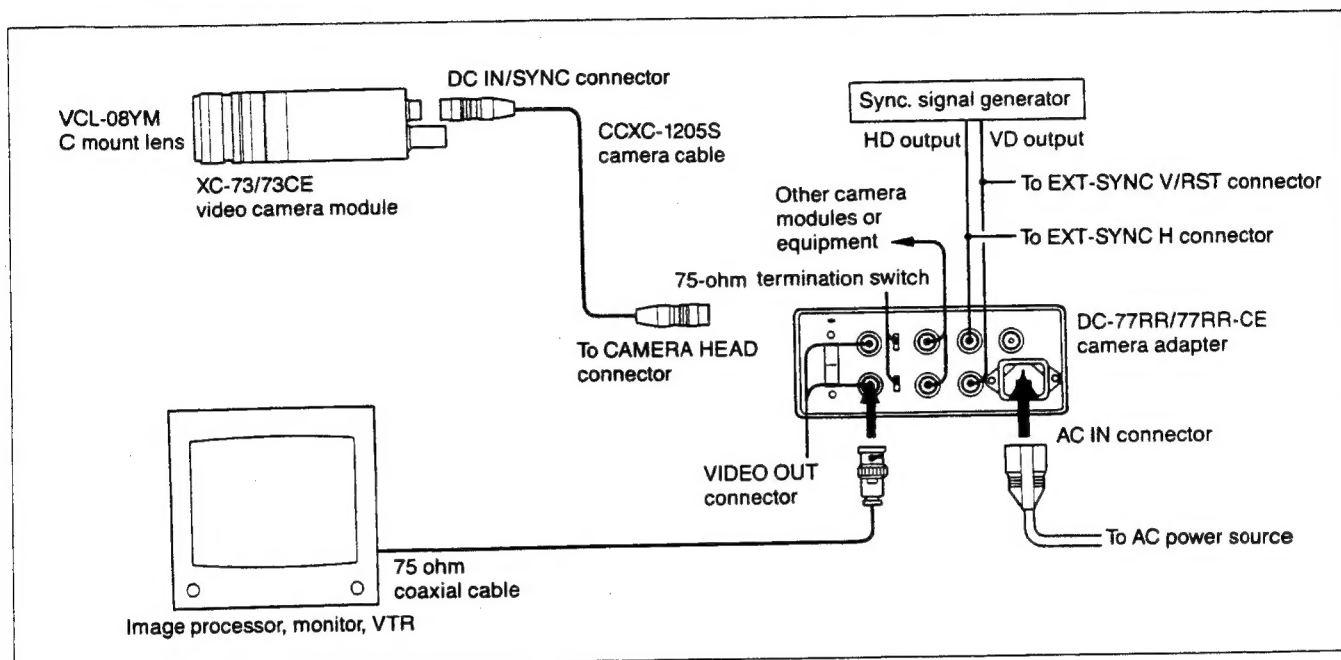 DC IN/SYNC connector
VCL-08YM
C mount lens
CCXC-1205S
camera cable
XC-73/73CE
video camera module
Sync. signal generator
HD output
VD output
To EXT-SYNC V/RST connector
Other camera
modules or
equipment
To EXT-SYNC H connector
75-ohm termination switch
To CAMERA HEAD
connector
DC-77RR/77RR-CE
camera adapter
AC IN connector
VIDEO OUT
connector
To AC power source
75 ohm
coaxial cable
Image processor, monitor, VTR